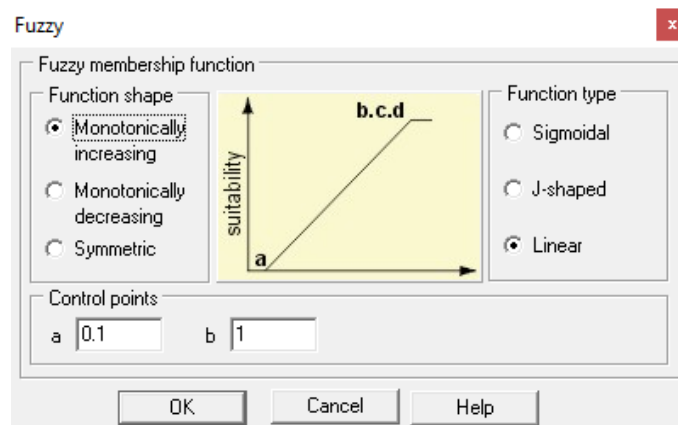 Fuzzy
x
Fuzzy membership function
Function shape
Monotonically
increasing
Monotonically
decreasing
Symmetric
suitability
a
b.c.d
Function type
Sigmoidal
J-shaped
Linear
Control points
a 0.1 b 1
OK Cancel Help